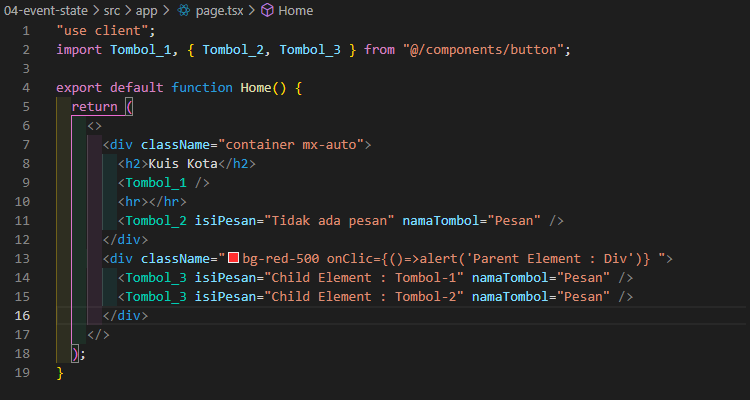 04-event-state > src > app > page.tsx > Home
1 "use client";
2 import Tombol_1, { Tombol_2, Tombol_3 } from "@/components/button";
3
4 export default function Home() {
5   return (
6     <>
7       <div className="container mx-auto">
8         <h2>Kuis Kota</h2>
9         <Tombol_1 />
10         <hr></hr>
11         <Tombol_2 isiPesan="Tidak ada pesan" namaTombol="Pesan" />
12       </div>
13       <div className="bg-red-500 onClic={()=>alert('Parent Element : Div')} ">
14         <Tombol_3 isiPesan="Child Element : Tombol-1" namaTombol="Pesan" />
15         <Tombol_3 isiPesan="Child Element : Tombol-2" namaTombol="Pesan" />
16       </div>
17     </>
18   );
19 }